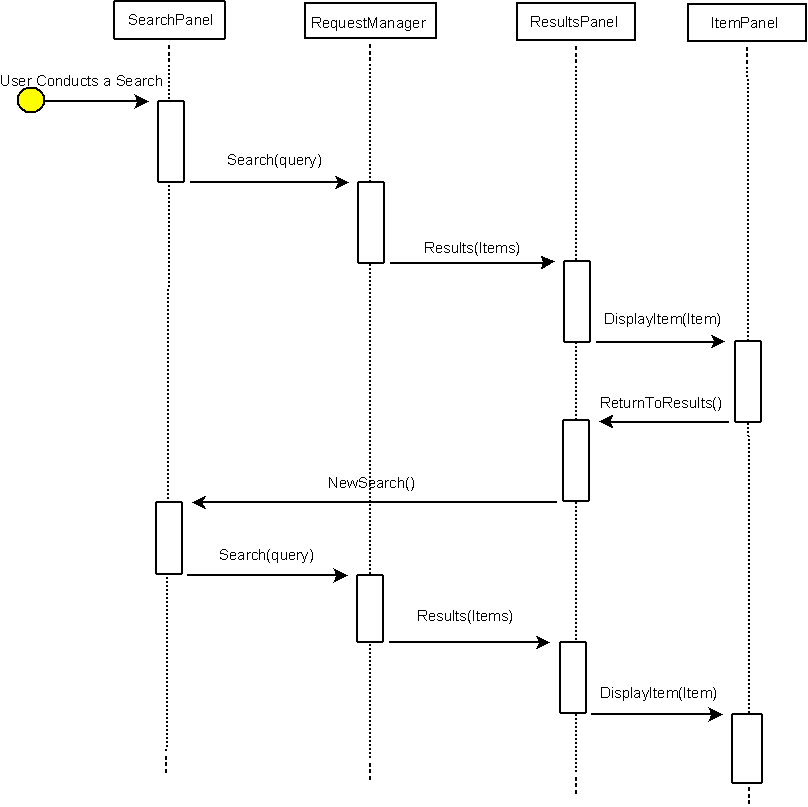 SearchPanel
RequestManager
ResultsPanel
ItemPanel
User Conducts a Search
Search(query)
Results(Items)
DisplayItem(Item)
ReturnToResults()
NewSearch()
Search(query)
Results(Items)
DisplayItem(Item)